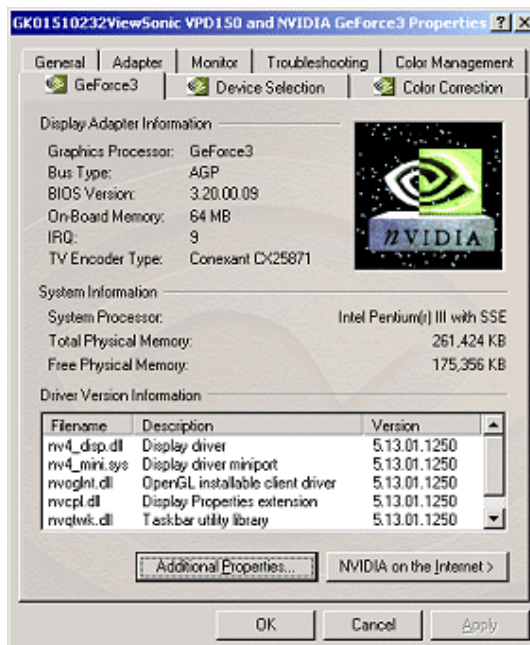 GK01510232ViewSonic VPD150 and NVIDIA GeForce3 Properties ? X
General Adapter Monitor Troubleshooting Color Management
GeForce3 Device Selection Color Correction
Display Adapter Information
Graphics Processor: GeForce3
Bus Type: AGP
BIOS Version: 3.20.00.09
On-Board Memory: 64 MB
IRQ: 9
TV Encoder Type: Conexant CX25871
nVIDIA
System Information
System Processor: Intel Pentium(r) III with SSE
Total Physical Memory: 261,424 KB
Free Physical Memory: 175,356 KB
Driver Version Information
Filename Description Version
nv4_disp.dll Display driver 5.13.01.1250
nv4_mini.sys Display driver miniport 5.13.01.1250
nvoglnt.dll OpenGL installable client driver 5.13.01.1250
nvcpl.dll Display Properties extension 5.13.01.1250
nvqtwk.dll Taskbar utility library 5.13.01.1250
Additional Properties... NVIDIA on the Internet >
OK Cancel Apply